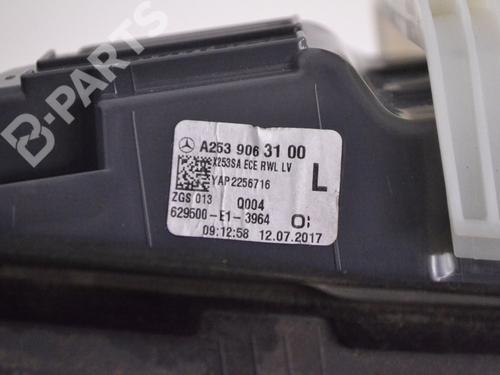 B-PARTS
A253 906 31 00
X253SA ECE RWL LV
YAP2256716
L
ZGS 013 Q004
629500-E1-3964
09:12:58 12.07.2017